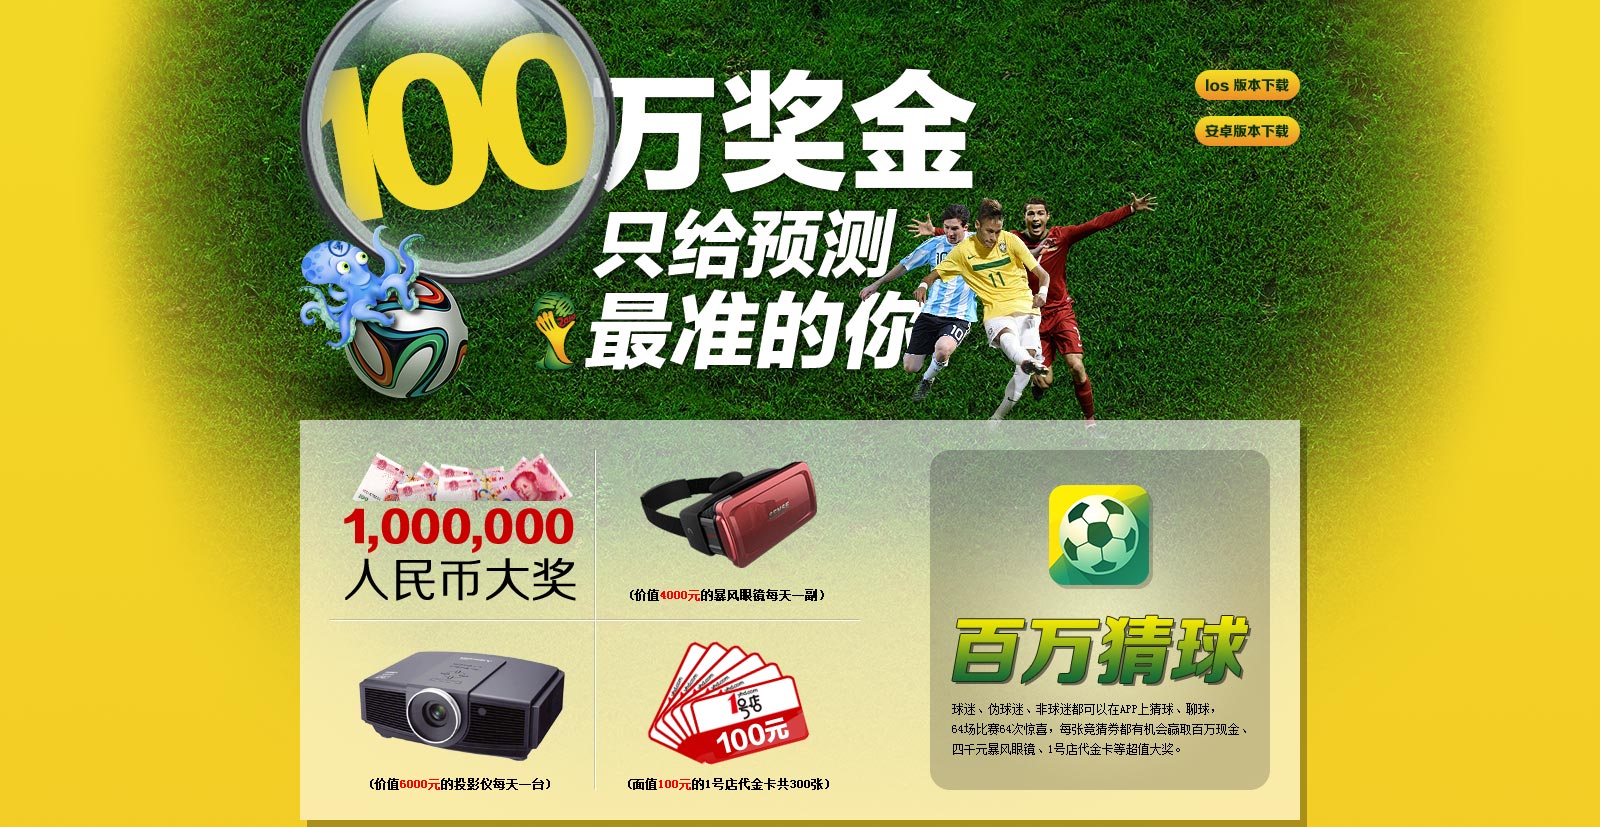 100万奖金
只给预测
最准的你
Ios 版本下载
安卓版本下载
10
11
10
1,000,000
人民币大奖
(价值4000元的暴风眼镜每天一副)
(价值6000元的投影仪每天一台)
yhd.com
1号店
100元
(面值100元的1号店代金卡共300张)
百万猜球
球迷、伪球迷、非球迷都可以在APP上猜球、聊球，
64场比赛64次惊喜，每张竞猜券都有机会赢取百万现金、
四千元暴风眼镜、1号店代金卡等超值大奖。